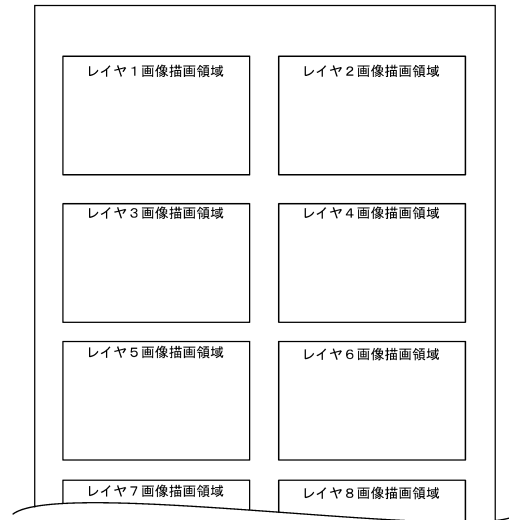 レイヤ１画像描画領域
レイヤ２画像描画領域
レイヤ３画像描画領域
レイヤ４画像描画領域
レイヤ５画像描画領域
レイヤ６画像描画領域
レイヤ７画像描画領域
レイヤ８画像描画領域